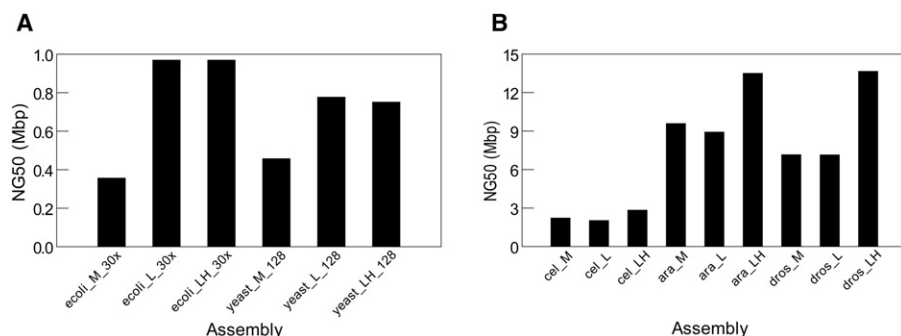 A
NG50 (Mbp)
1.0
0.8
0.6
0.4
0.2
0.0
ecoli_M_30x
ecoli_L_30x
ecoli_LH_30x
yeast_M_128
yeast_L_128
yeast_LH_128
Assembly
B
NG50 (Mbp)
15
12
9
6
3
0
cel_M
cel_L
cel_LH
ara_M
ara_L
ara_LH
dros_M
dros_L
dros_LH
Assembly